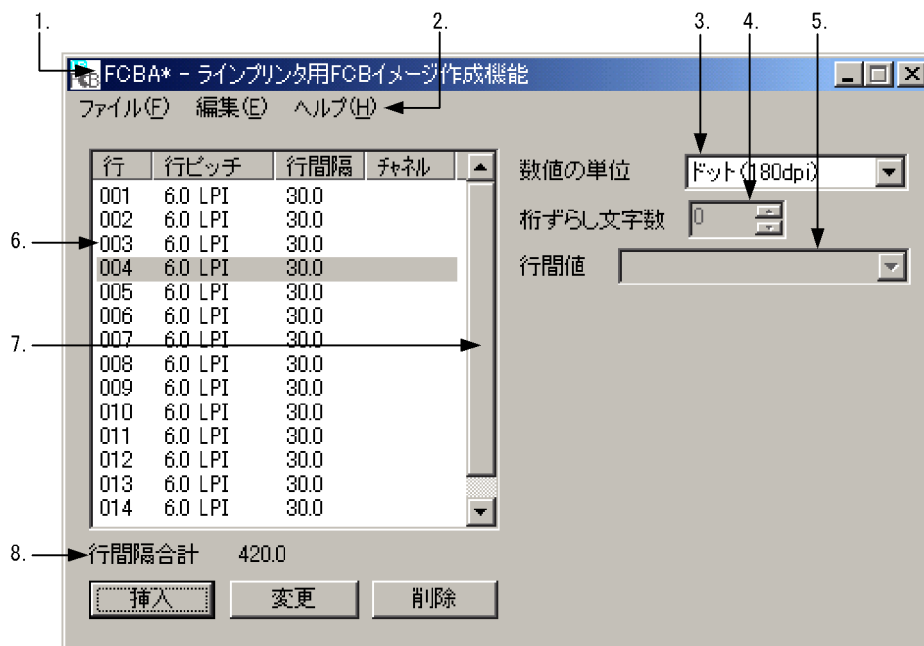 1. 2. 3. 4. 5.
FCBA* - ラインプリンタ用FCBイメージ作成機能
ファイル(F) 編集(E) ヘルプ(H)
行 行ピッチ 行間隔 チャネル
数値の単位 ドット(180dpi)
001 6.0 LPI 30.0
002 6.0 LPI 30.0
桁ずらし文字数 0
6. 003 6.0 LPI 30.0
004 6.0 LPI 30.0
行間値
005 6.0 LPI 30.0
006 6.0 LPI 30.0
7. 007 6.0 LPI 30.0
008 6.0 LPI 30.0
009 6.0 LPI 30.0
010 6.0 LPI 30.0
011 6.0 LPI 30.0
012 6.0 LPI 30.0
013 6.0 LPI 30.0
014 6.0 LPI 30.0
8. 行間隔合計 420.0
挿入 変更 削除